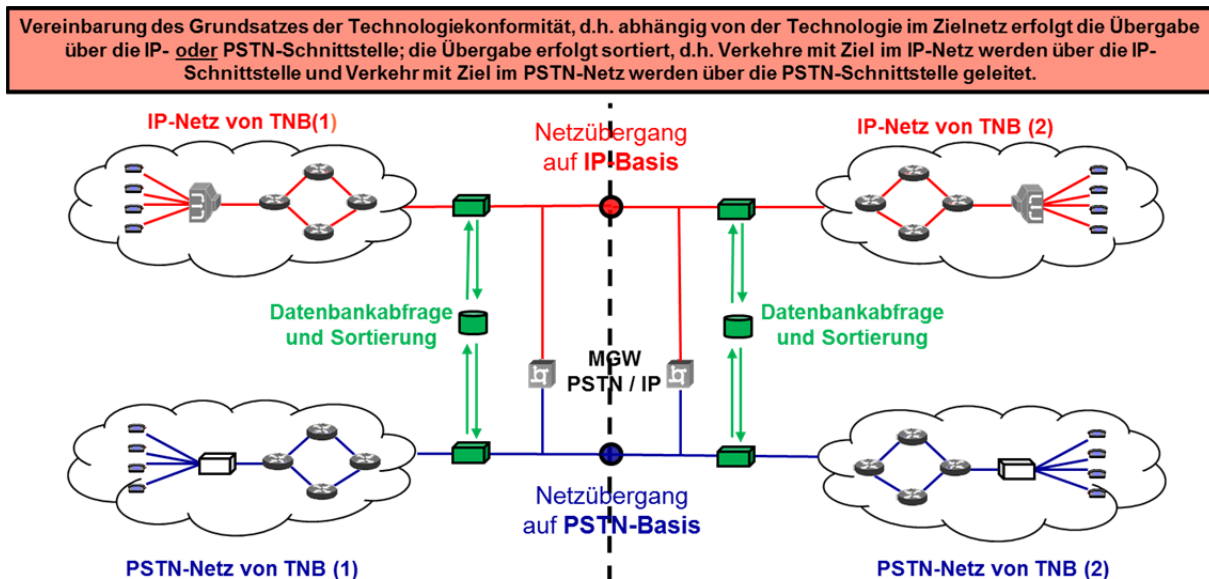 Vereinbarung des Grundsatzes der Technologiekonformität, d.h. abhängig von der Technologie im Zielnetz erfolgt die Übergabe
über die IP- oder PSTN-Schnittstelle; die Übergabe erfolgt sortiert, d.h. Verkehre mit Ziel im IP-Netz werden über die IP-
Schnittstelle und Verkehr mit Ziel im PSTN-Netz werden über die PSTN-Schnittstelle geleitet.
IP-Netz von TNB(1)
Netzübergang
auf IP-Basis
IP-Netz von TNB (2)
Datenbankabfrage
und Sortierung
Datenbankabfrage
und Sortierung
MGW
PSTN / IP
Netzübergang
auf PSTN-Basis
PSTN-Netz von TNB (1)
PSTN-Netz von TNB (2)